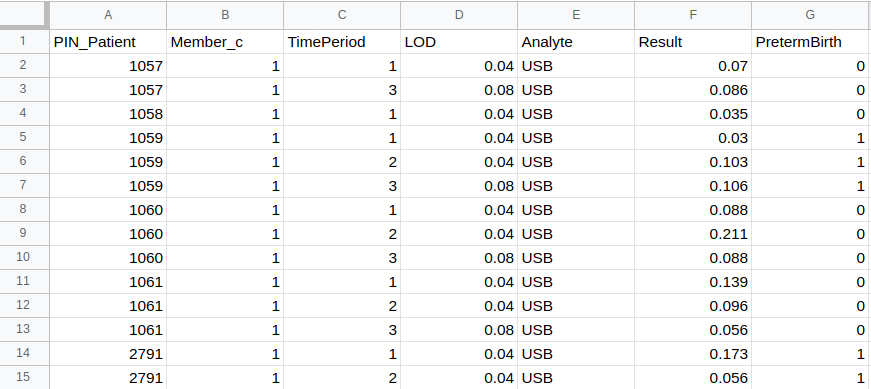 A B C D E F G
1 PIN_Patient Member_c TimePeriod LOD Analyte Result PretermBirth
2 1057 1 1 0.04 USB 0.07 0
3 1057 1 3 0.08 USB 0.086 0
4 1058 1 1 0.04 USB 0.035 0
5 1059 1 1 0.04 USB 0.03 1
6 1059 1 2 0.04 USB 0.103 1
7 1059 1 3 0.08 USB 0.106 1
8 1060 1 1 0.04 USB 0.088 0
9 1060 1 2 0.04 USB 0.211 0
10 1060 1 3 0.08 USB 0.088 0
11 1061 1 1 0.04 USB 0.139 0
12 1061 1 2 0.04 USB 0.096 0
13 1061 1 3 0.08 USB 0.056 0
14 2791 1 1 0.04 USB 0.173 1
15 2791 1 2 0.04 USB 0.056 1